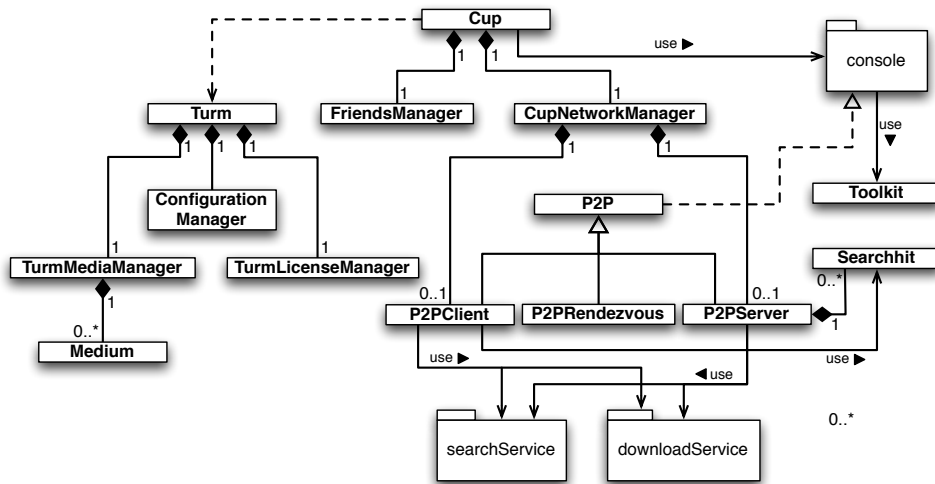 Cup
use ▶
console
1
1
1
1
Turm
FriendsManager
CupNetworkManager
use
▼
1
1
1
1
1
Configuration
Manager
P2P
Toolkit
1
1
TurmMediaManager
TurmLicenseManager
Searchhit
1
0..1
0..1
0..*
P2PClient
P2PRendezvous
P2PServer
1
0..*
Medium
use ▶
use ▶
◀ use
0..*
searchService
downloadService